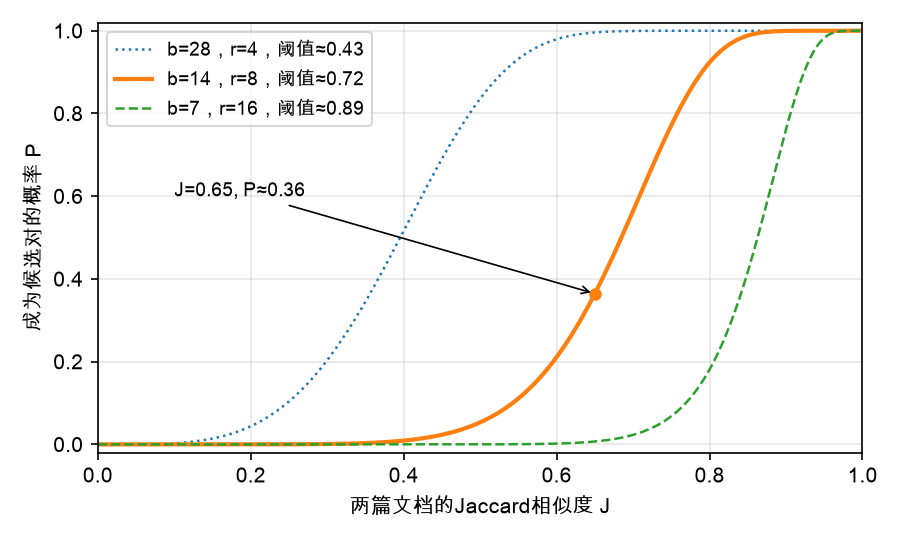 b=28，r=4，阈值≈0.43
b=14，r=8，阈值≈0.72
b=7，r=16，阈值≈0.89
J=0.65, P≈0.36
成为候选对的概率 P
1.0
0.8
0.6
0.4
0.2
0.0
0.0 0.2 0.4 0.6 0.8 1.0
两篇文档的Jaccard相似度 J